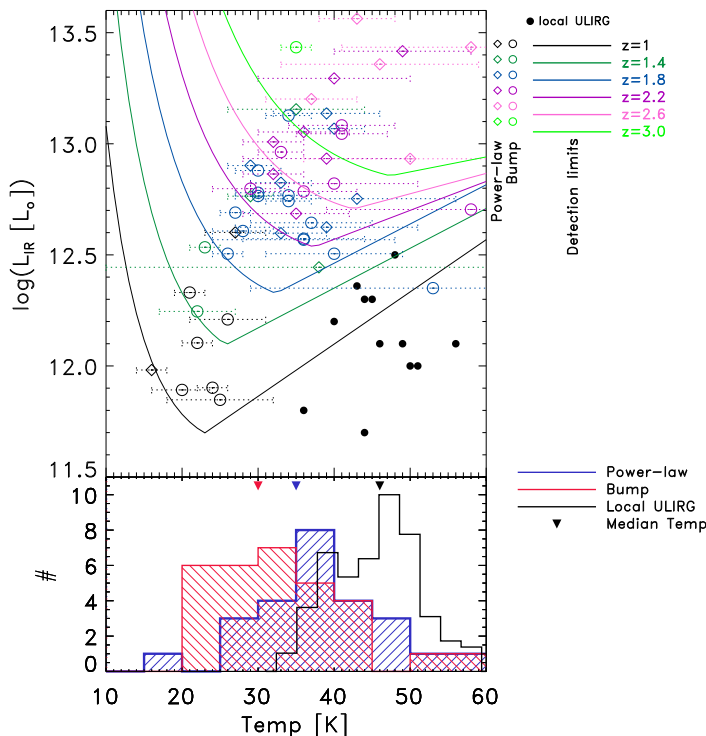 local ULIRG
z=1
z=1.4
z=1.8
z=2.2
z=2.6
z=3.0
Power-law
Bump
Detection limits
13.5
13.0
12.5
12.0
11.5
log(L_IR [L_o])
Power-law
Bump
Local ULIRG
Median Temp
10
8
6
4
2
0
#
10 20 30 40 50 60
Temp [K]